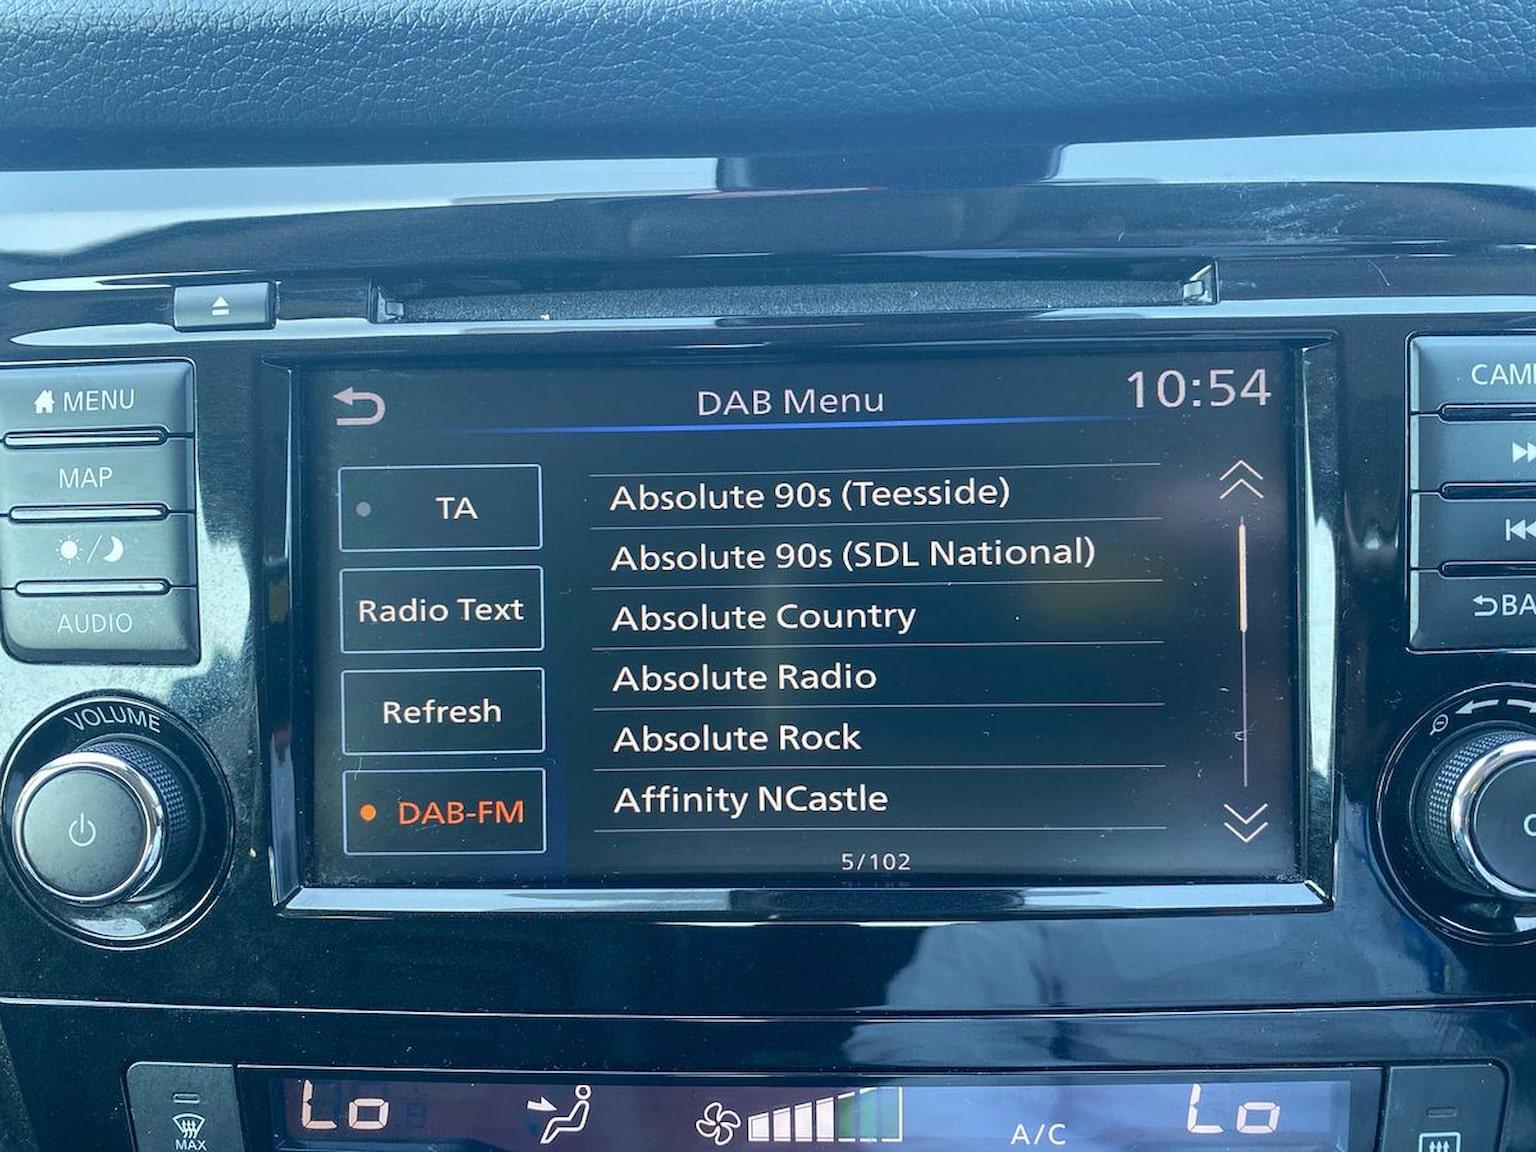 DAB Menu
10:54
MENU
MAP
AUDIO
VOLUME
TA
Radio Text
Refresh
DAB-FM
Absolute 90s (Teesside)
Absolute 90s (SDL National)
Absolute Country
Absolute Radio
Absolute Rock
Affinity NCastle
5/102
MAX
Lo
A/C
Lo